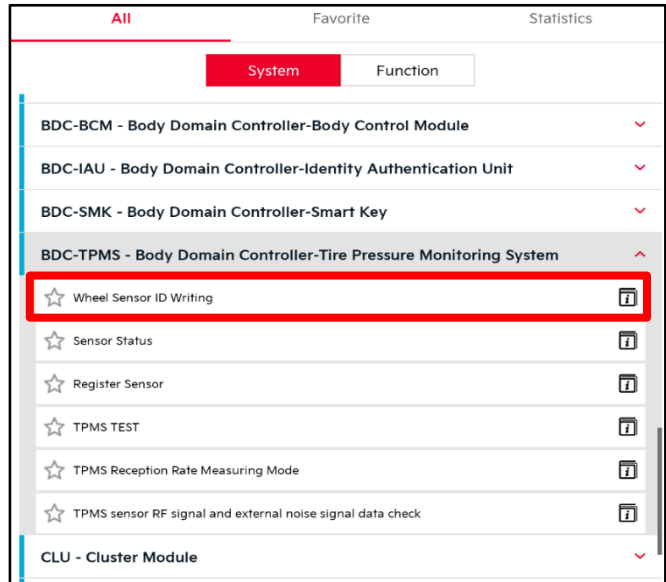 All Favorite Statistics
System Function
BDC-BCM - Body Domain Controller-Body Control Module
BDC-IAU - Body Domain Controller-Identity Authentication Unit
BDC-SMK - Body Domain Controller-Smart Key
BDC-TPMS - Body Domain Controller-Tire Pressure Monitoring System
Wheel Sensor ID Writing
Sensor Status
Register Sensor
TPMS TEST
TPMS Reception Rate Measuring Mode
TPMS sensor RF signal and external noise signal data check
CLU - Cluster Module